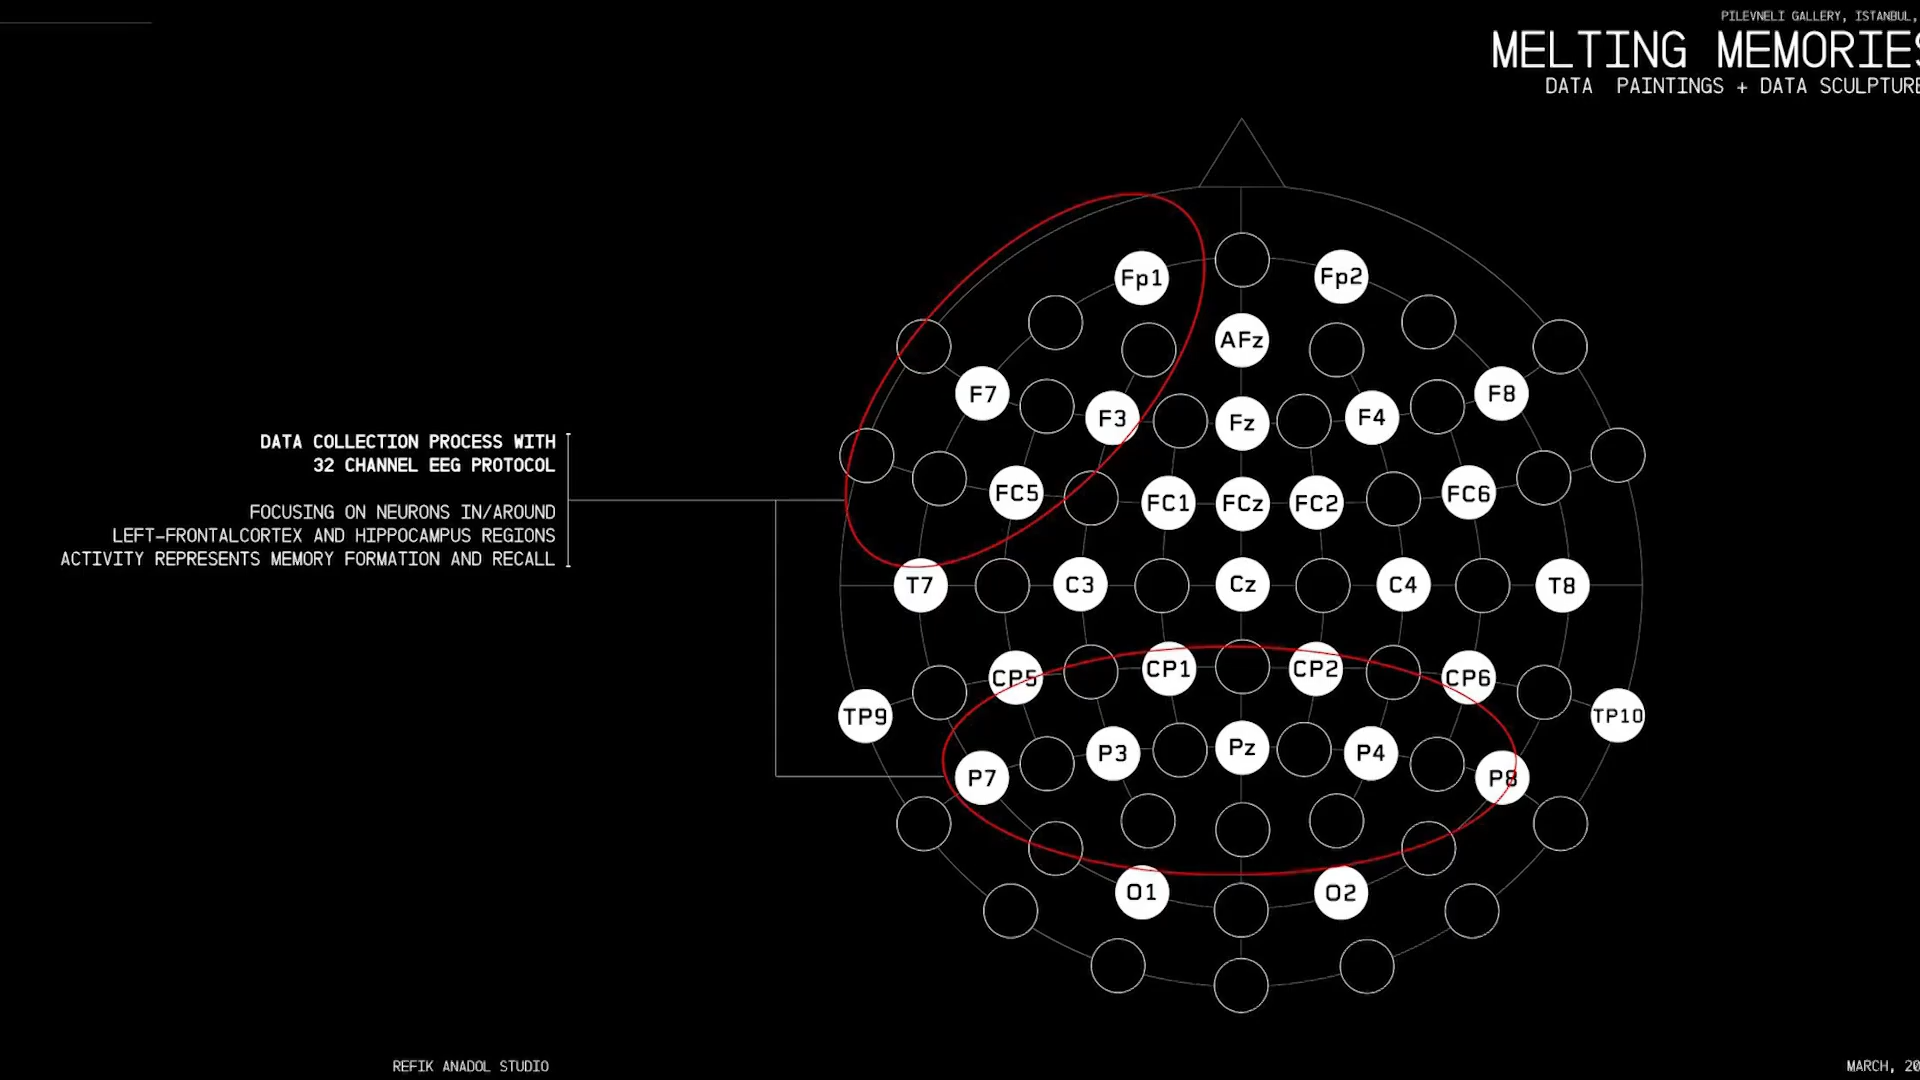 PILEVNELI GALLERY, ISTANBUL,
MELTING MEMORIES
DATA PAINTINGS + DATA SCULPTURE
Fp1 Fp2
AFz
F7 F3 Fz F4 F8
DATA COLLECTION PROCESS WITH
32 CHANNEL EEG PROTOCOL
FOCUSING ON NEURONS IN/AROUND
LEFT-FRONTALCORTEX AND HIPPOCAMPUS REGIONS
ACTIVITY REPRESENTS MEMORY FORMATION AND RECALL
FC5 FC1 FCz FC2 FC6
T7 C3 Cz C4 T8
CP5 CP1 CP2 CP6
TP9 TP10
P7 P3 Pz P4 P8
O1 O2
REFIK ANADOL STUDIO
MARCH, 20